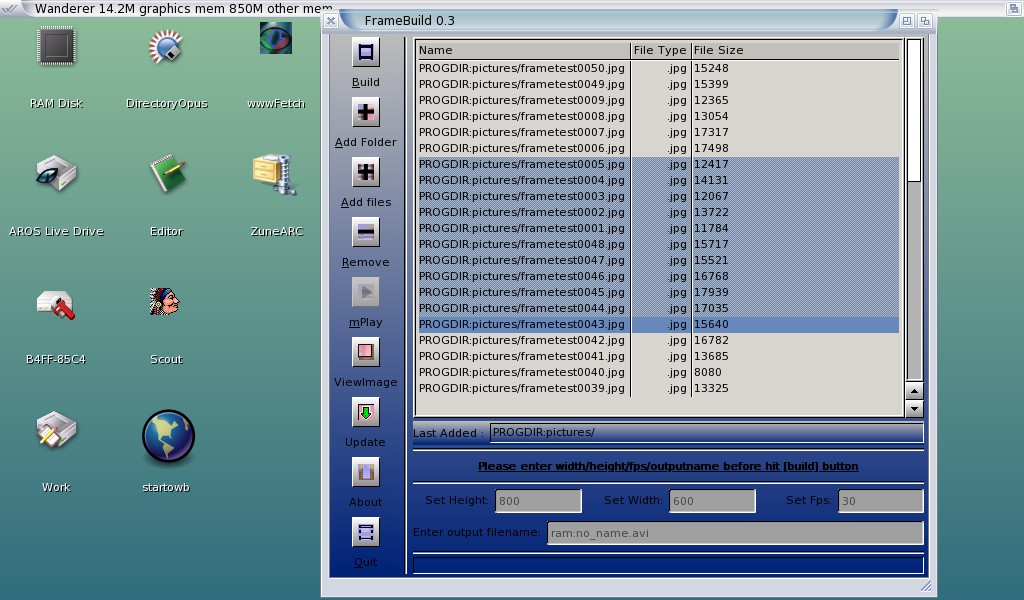 Wanderer 14.2M graphics mem 850M other mem
FrameBuild 0.3
RAM Disk
DirectoryOpus
wwwFetch
AROS Live Drive
Editor
ZuneARC
B4FF-85C4
Scout
Work
startowb
Build
Add Folder
Add files
Remove
mPlay
ViewImage
Update
About
Quit
Name File Type File Size
PROGDIR:pictures/frametest0050.jpg .jpg 15248
PROGDIR:pictures/frametest0049.jpg .jpg 15399
PROGDIR:pictures/frametest0009.jpg .jpg 12365
PROGDIR:pictures/frametest0008.jpg .jpg 13054
PROGDIR:pictures/frametest0007.jpg .jpg 17317
PROGDIR:pictures/frametest0006.jpg .jpg 17498
PROGDIR:pictures/frametest0005.jpg .jpg 12417
PROGDIR:pictures/frametest0004.jpg .jpg 14131
PROGDIR:pictures/frametest0003.jpg .jpg 12067
PROGDIR:pictures/frametest0002.jpg .jpg 13722
PROGDIR:pictures/frametest0001.jpg .jpg 11784
PROGDIR:pictures/frametest0048.jpg .jpg 15717
PROGDIR:pictures/frametest0047.jpg .jpg 15521
PROGDIR:pictures/frametest0046.jpg .jpg 16768
PROGDIR:pictures/frametest0045.jpg .jpg 17939
PROGDIR:pictures/frametest0044.jpg .jpg 17035
PROGDIR:pictures/frametest0043.jpg .jpg 15640
PROGDIR:pictures/frametest0042.jpg .jpg 16782
PROGDIR:pictures/frametest0041.jpg .jpg 13685
PROGDIR:pictures/frametest0040.jpg .jpg 8080
PROGDIR:pictures/frametest0039.jpg .jpg 13325
Last Added : PROGDIR:pictures/
Please enter width/height/fps/outputname before hit [build] button
Set Height: 800 Set Width: 600 Set Fps: 30
Enter output filename: ram:no_name.avi